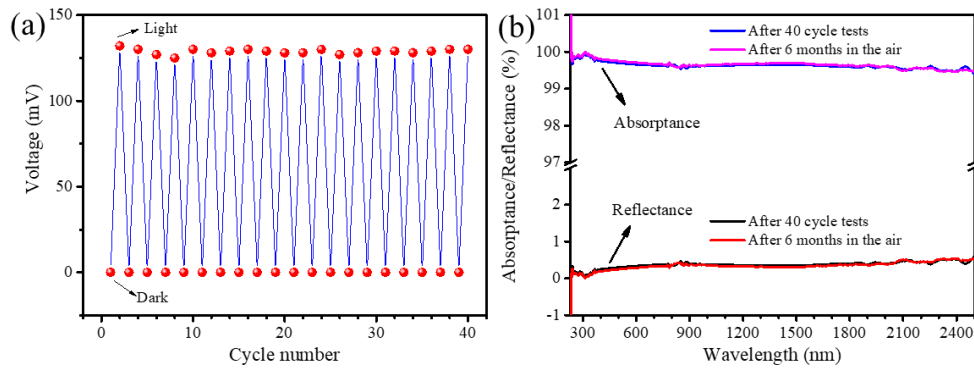 (a)
Light
Dark
Voltage (mV)
150
100
50
0
0
10
20
30
40
Cycle number
(b)
After 40 cycle tests
After 6 months in the air
Absorptance
Reflectance
After 40 cycle tests
After 6 months in the air
Absorptance/Reflectance (%)
101
100
99
98
97
2
1
0
-1
300
600
900
1200
1500
1800
2100
2400
Wavelength (nm)